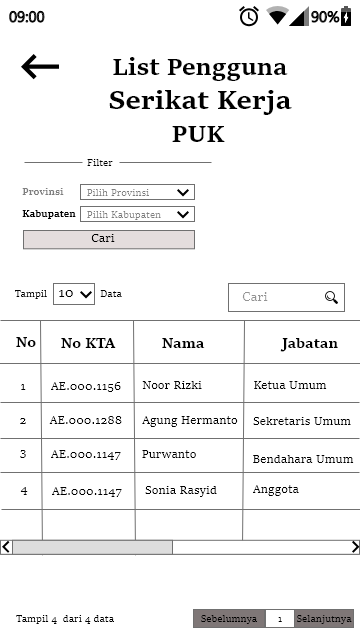 09:00 90%
List Pengguna
Serikat Kerja
PUK
Filter
Provinsi Pilih Provinsi
Kabupaten Pilih Kabupaten
Cari
Tampil 10 Data Cari
No No KTA Nama Jabatan
1 AE.000.1156 Noor Rizki Ketua Umum
2 AE.000.1288 Agung Hermanto Sekretaris Umum
3 AE.000.1147 Purwanto Bendahara Umum
4 AE.000.1147 Sonia Rasyid Anggota
Tampil 4 dari 4 data Sebelumnya 1 Selanjutnya